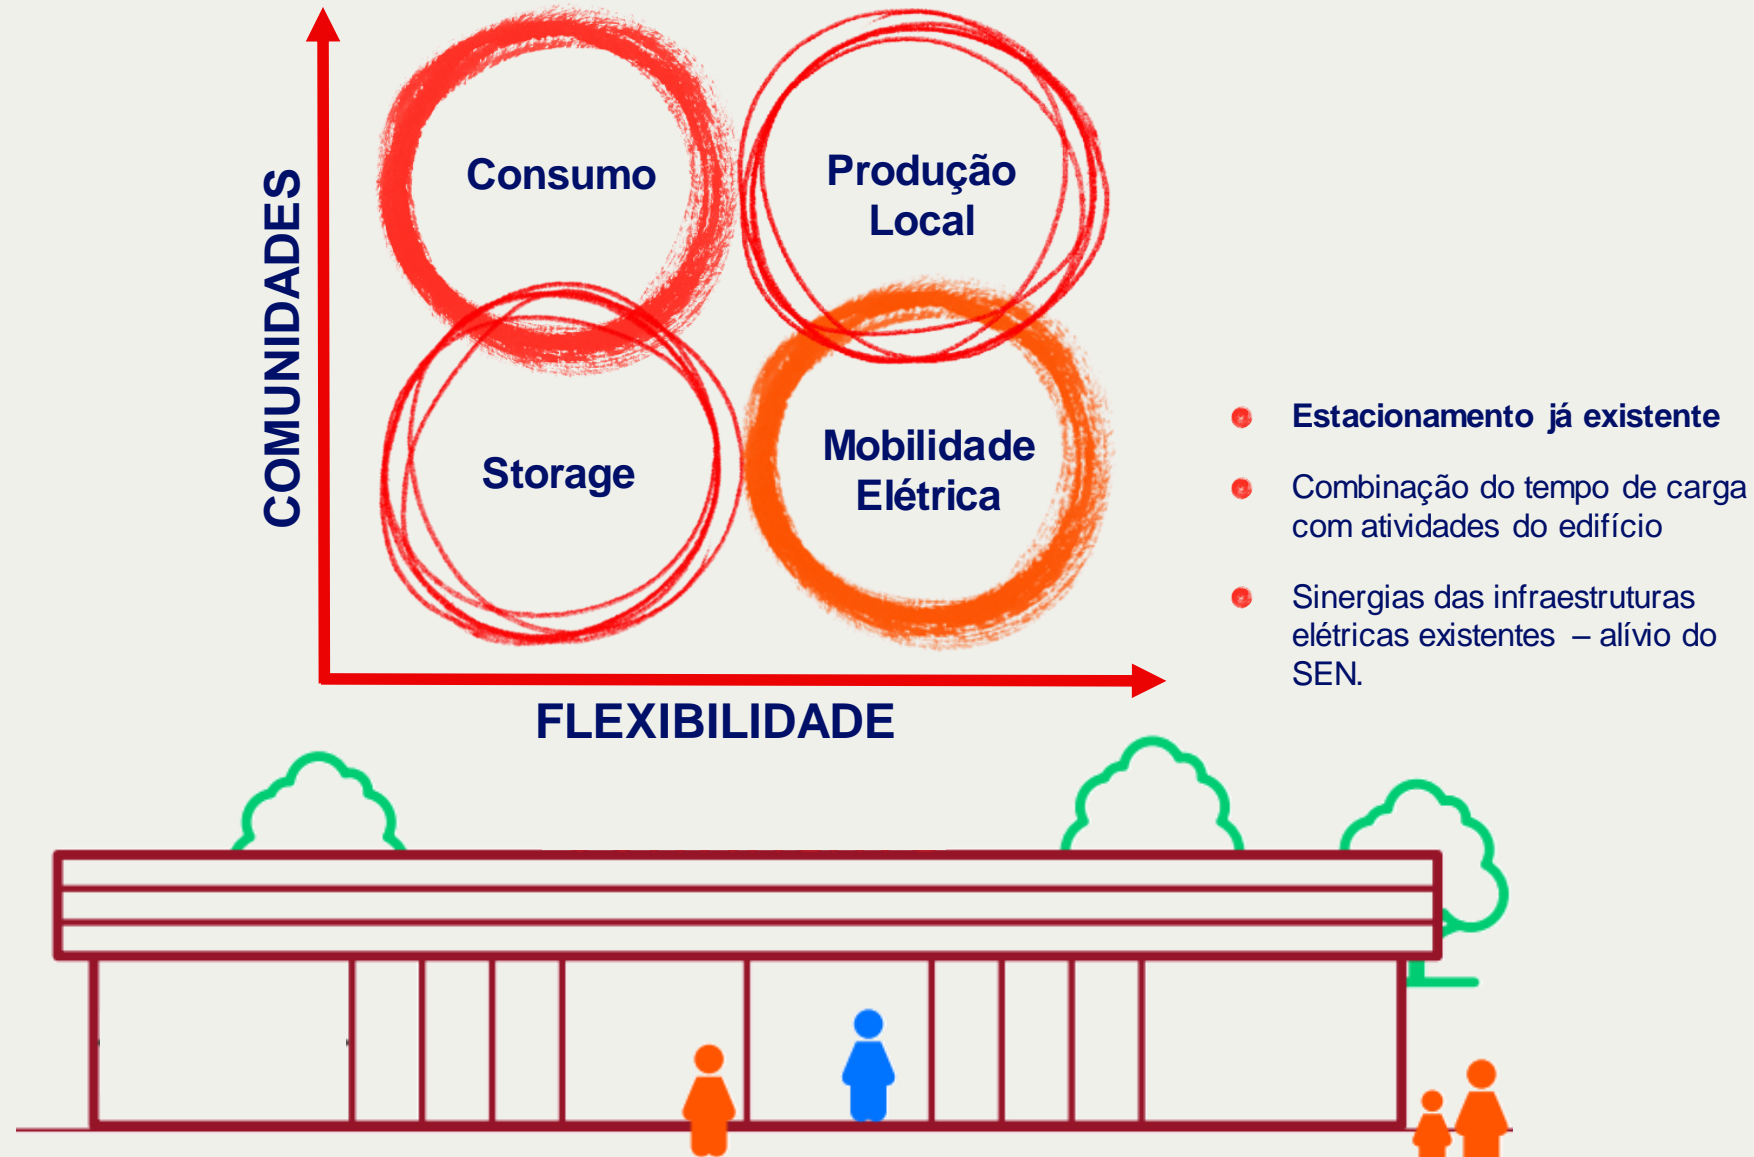 COMUNIDADES
Consumo
Produção
Local
Storage
Mobilidade
Elétrica
FLEXIBILIDADE
Estacionamento já existente
Combinação do tempo de carga
com atividades do edifício
Sinergias das infraestruturas
elétricas existentes – alívio do
SEN.